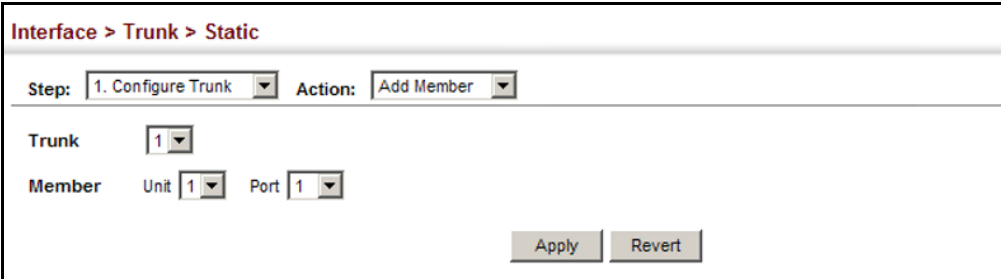 Interface > Trunk > Static
Step: 1. Configure Trunk Action: Add Member
Trunk 1
Member Unit 1 Port 1
Apply Revert